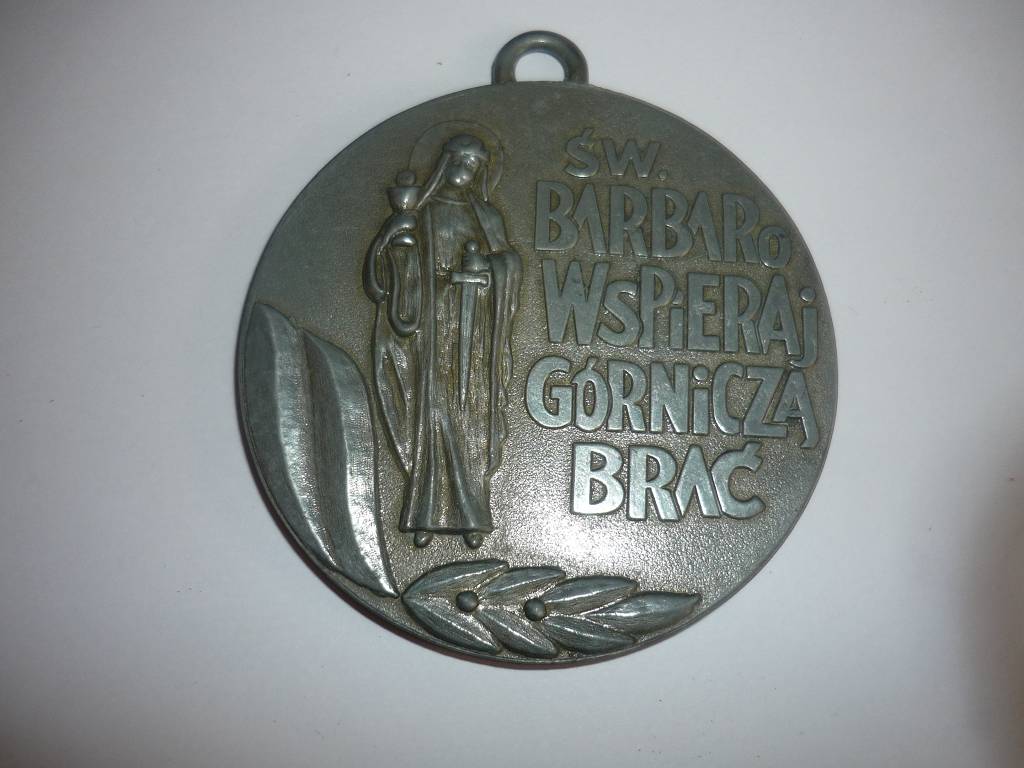 ŚW.
BARBARo
WSPiERAj
GÓRNiCZĄ
BRAĆ